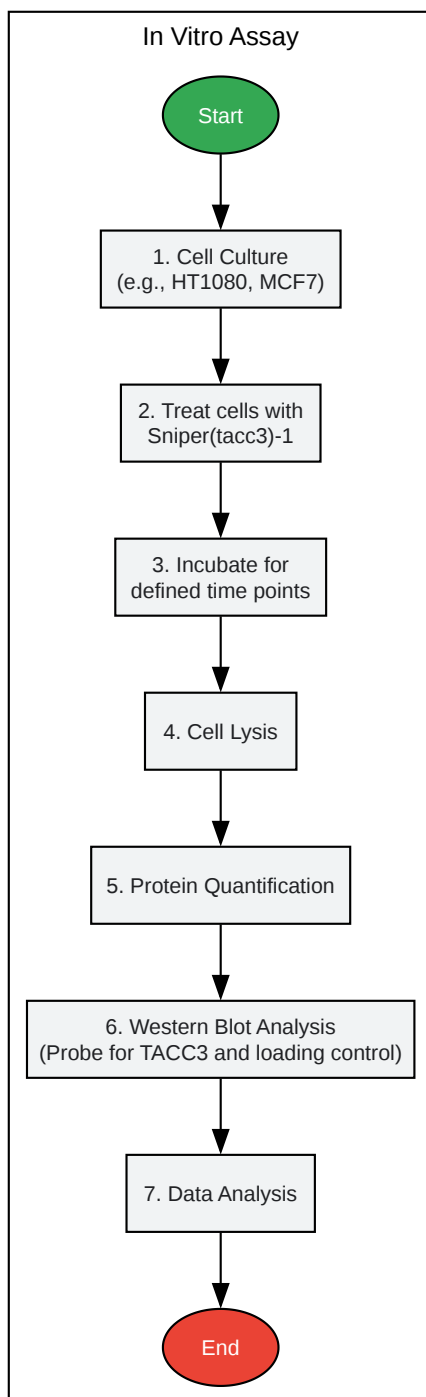 In Vitro Assay
Start
1. Cell Culture
(e.g., HT1080, MCF7)
2. Treat cells with
Sniper(tacc3)-1
3. Incubate for
defined time points
4. Cell Lysis
5. Protein Quantification
6. Western Blot Analysis
(Probe for TACC3 and loading control)
7. Data Analysis
End